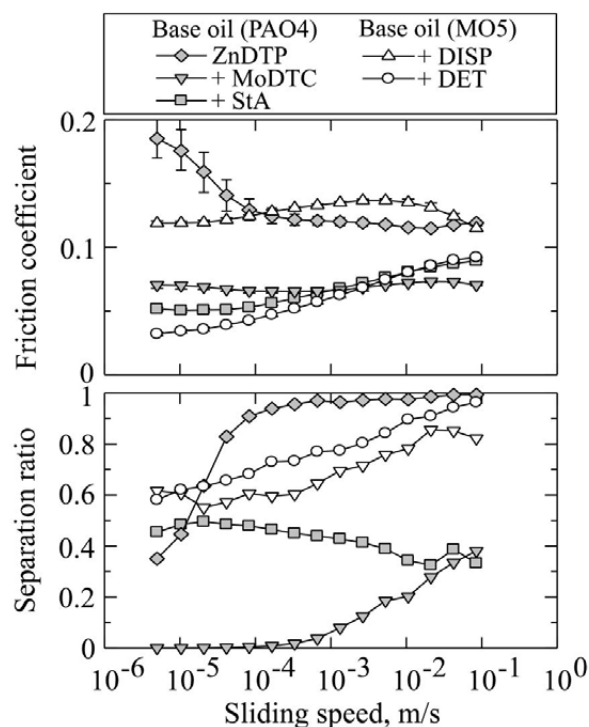 Base oil (PAO4) Base oil (MO5)
ZnDTP + DISP
+ MoDTC + DET
+ StA
0.2
0.1
0
Friction coefficient
1
0.8
0.6
0.4
0.2
0
Separation ratio
10-6 10-5 10-4 10-3 10-2 10-1 100
Sliding speed, m/s